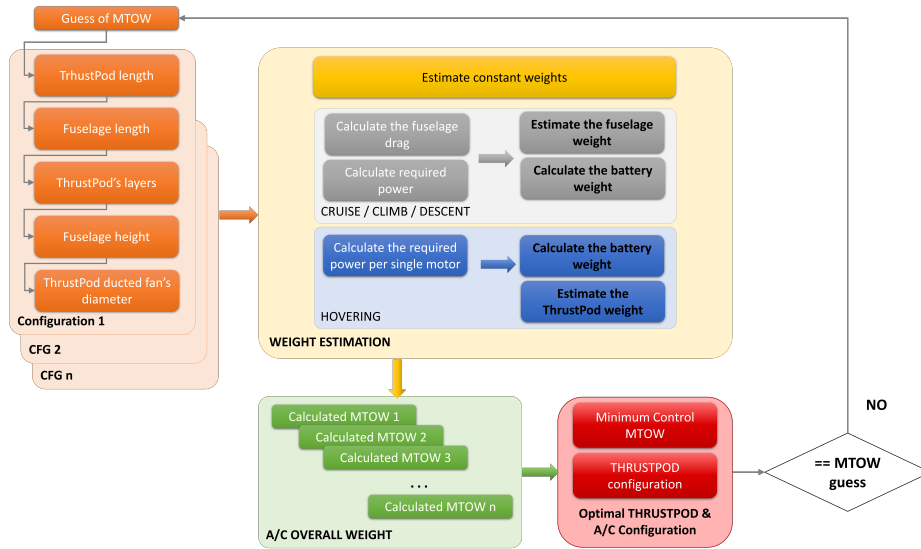 Guess of MTOW
TrhustPod length
Fuselage length
ThrustPod's layers
Fuselage height
ThrustPod ducted fan's
diameter
Configuration 1
CFG 2
CFG n
Estimate constant weights
Calculate the fuselage
drag
Calculate required
power
Estimate the fuselage
weight
Calculate the battery
weight
CRUISE / CLIMB / DESCENT
Calculate the required
power per single motor
Calculate the battery
weight
Estimate the
ThrustPod weight
HOVERING
WEIGHT ESTIMATION
Calculated MTOW 1
Calculated MTOW 2
Calculated MTOW 3
...
Calculated MTOW n
A/C OVERALL WEIGHT
Minimum Control
MTOW
THRUSTPOD
configuration
Optimal THRUSTPOD &
A/C Configuration
== MTOW
guess
NO